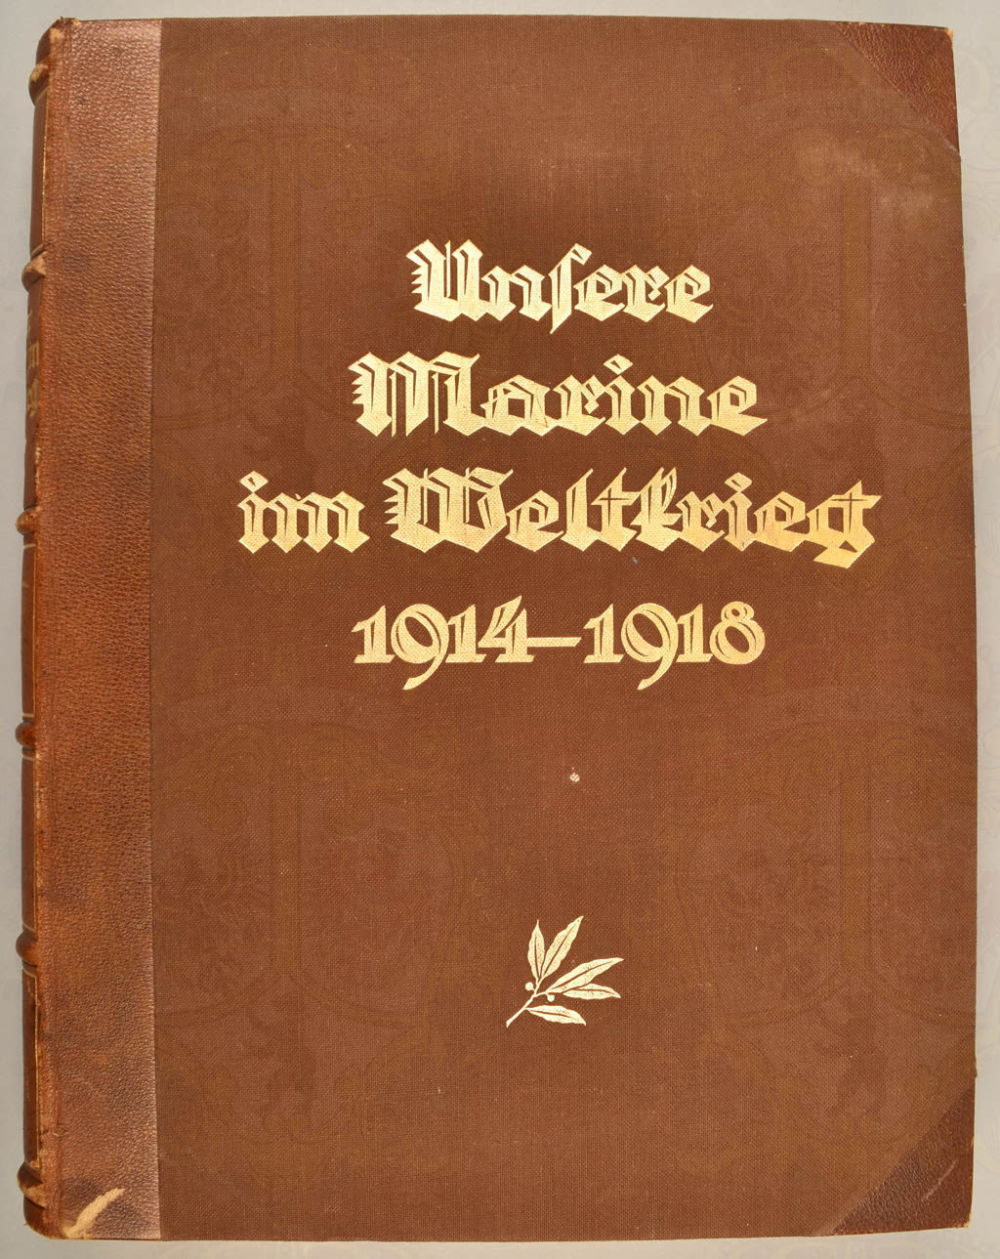 Unsere
Marine
im Weltkrieg
1914–1918